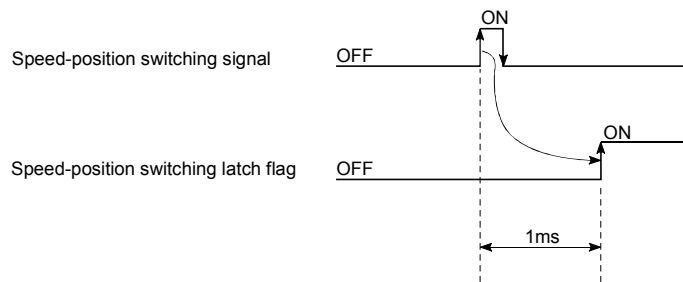 ON
Speed-position switching signal
OFF
ON
Speed-position switching latch flag
OFF
1ms